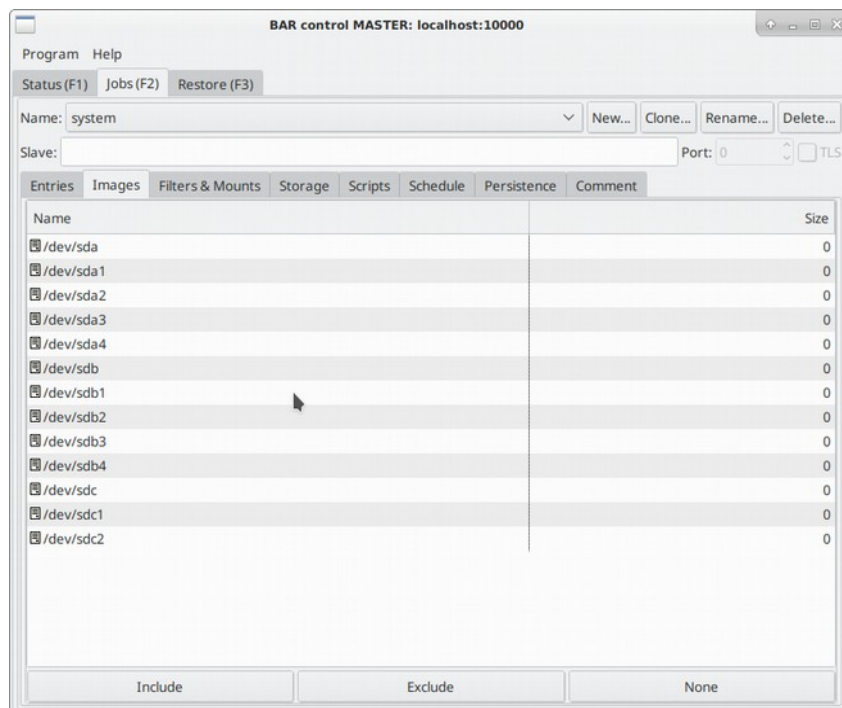 BAR control MASTER: localhost:10000
Program Help
Status (F1) Jobs (F2) Restore (F3)
Name: system New... Clone... Rename... Delete...
Slave: Port: 0 TLS
Entries Images Filters & Mounts Storage Scripts Schedule Persistence Comment
Name Size
/dev/sda 0
/dev/sda1 0
/dev/sda2 0
/dev/sda3 0
/dev/sda4 0
/dev/sdb 0
/dev/sdb1 0
/dev/sdb2 0
/dev/sdb3 0
/dev/sdb4 0
/dev/sdc 0
/dev/sdc1 0
/dev/sdc2 0
Include Exclude None